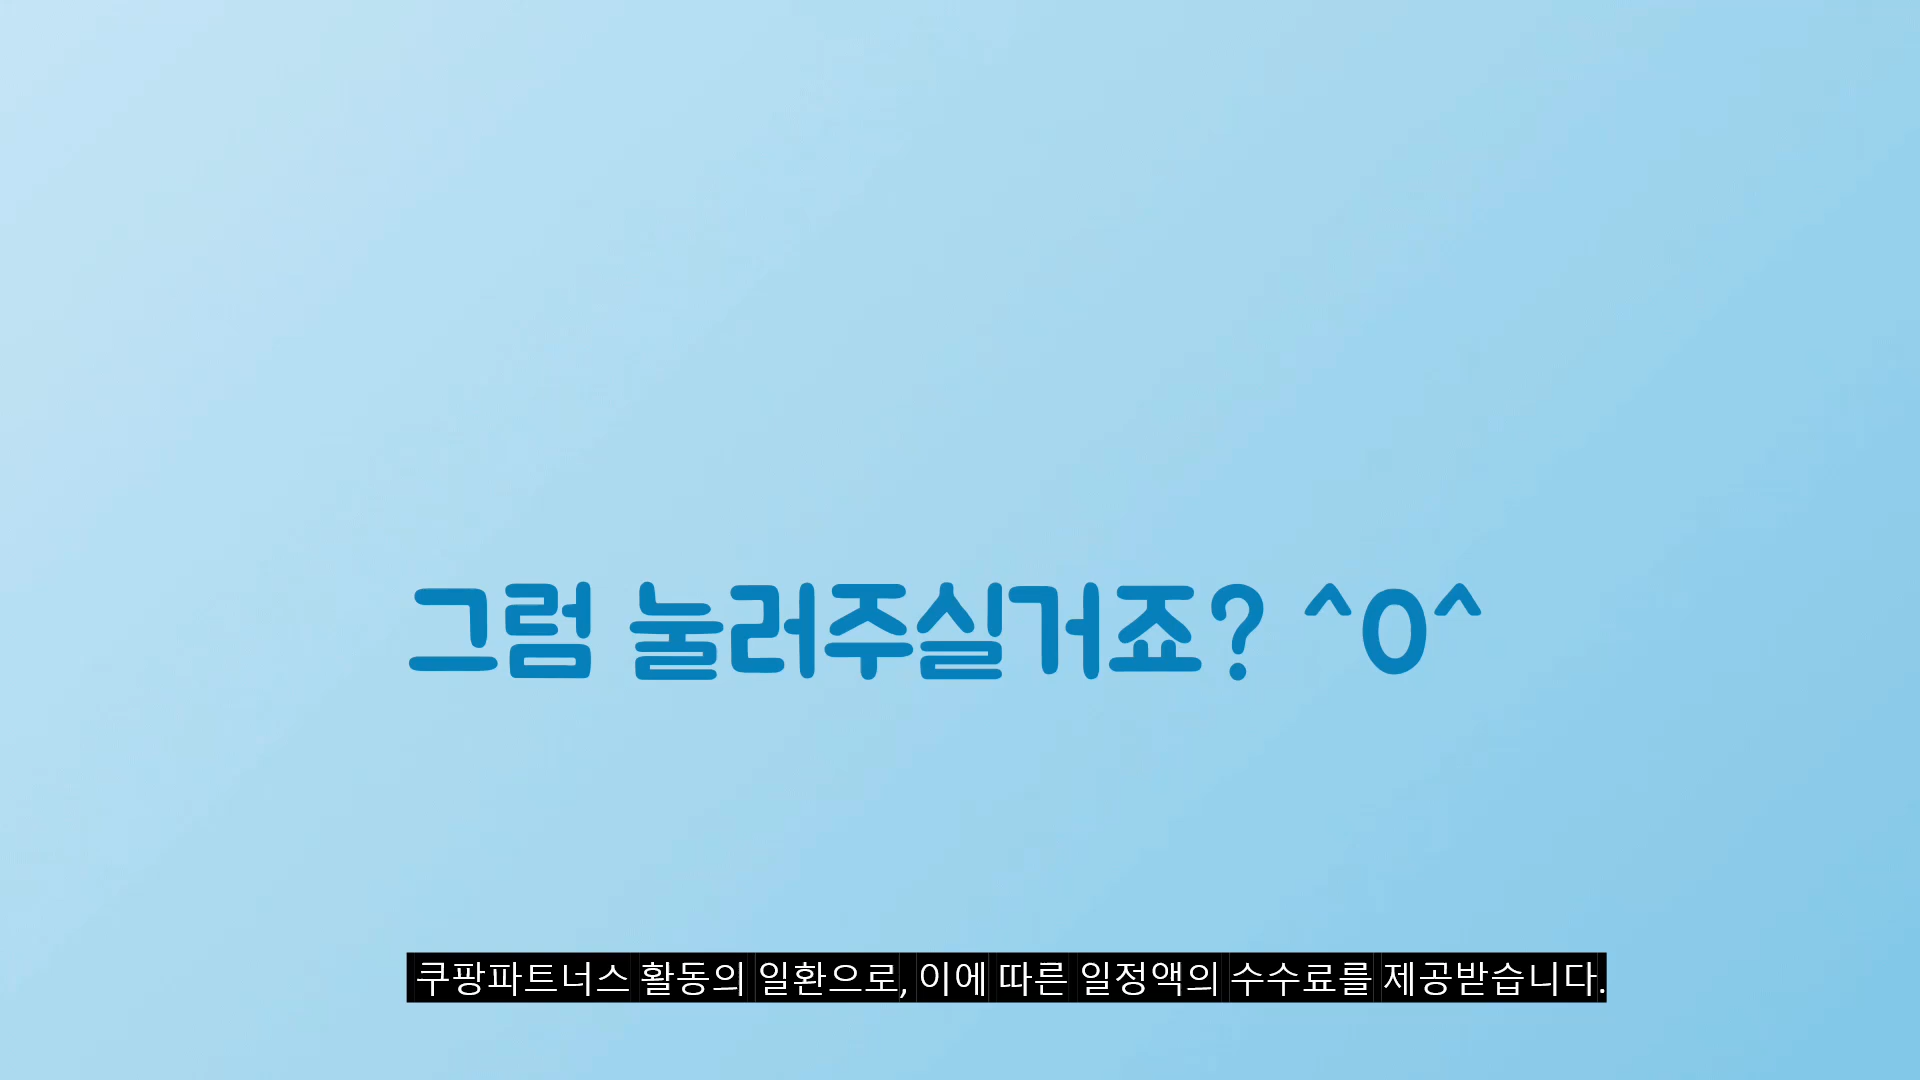 그럼 눌러주실거죠? ^0^
쿠팡파트너스 활동의 일환으로, 이에 따른 일정액의 수수료를 제공받습니다.